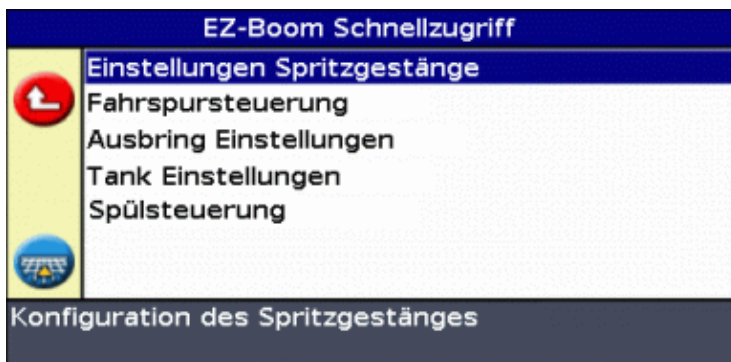 EZ-Boom Schnellzugriff
Einstellungen Spritzgestänge
Fahrspursteuerung
Ausbring Einstellungen
Tank Einstellungen
Spülsteuerung
Konfiguration des Spritzgestänges